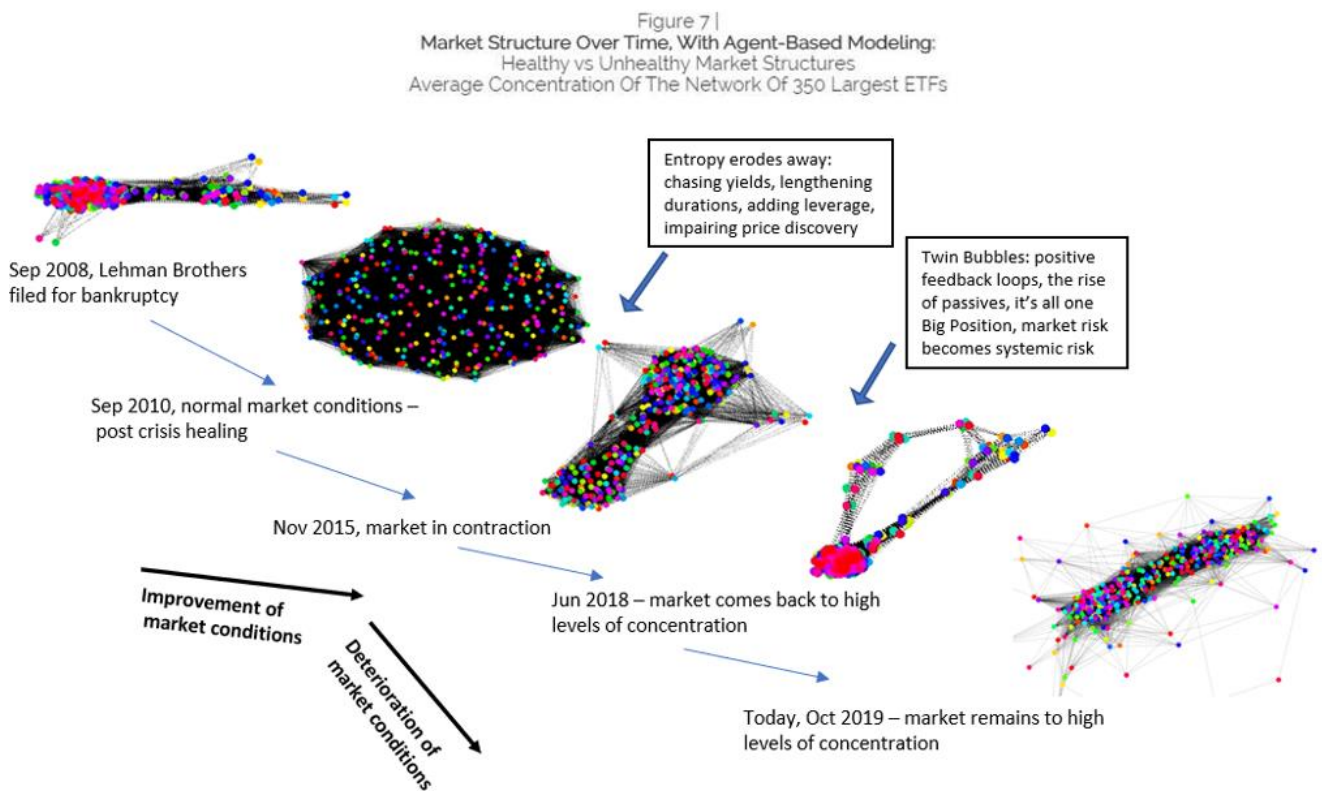 Figure 7 |
Market Structure Over Time, With Agent-Based Modeling:
Healthy vs Unhealthy Market Structures
Average Concentration Of The Network Of 350 Largest ETFs
Entropy erodes away:
chasing yields, lengthening
durations, adding leverage,
impairing price discovery
Twin Bubbles: positive
feedback loops, the rise
of passives, it's all one
Big Position, market risk
becomes systemic risk
Sep 2008, Lehman Brothers
filed for bankruptcy
Sep 2010, normal market conditions –
post crisis healing
Nov 2015, market in contraction
Jun 2018 – market comes back to high
levels of concentration
Today, Oct 2019 – market remains to high
levels of concentration
Improvement of
market conditions
Deterioration of
market conditions